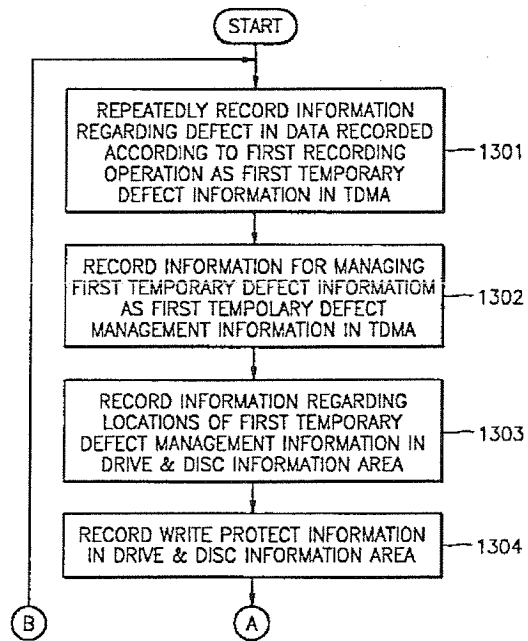 START
REPEATEDLY RECORD INFORMATION
REGARDING DEFECT IN DATA RECORDED
ACCORDING TO FIRST RECORDING
OPERATION AS FIRST TEMPORARY
DEFECT INFORMATION IN TDMA
1301
RECORD INFORMATION FOR MANAGING
FIRST TEMPORARY DEFECT INFORMATIOM
AS FIRST TEMPOLARY DEFECT
MANAGEMENT INFORMATION IN TDMA
1302
RECORD INFORMATION REGARDING
LOCATIONS OF FIRST TEMPORARY
DEFECT MANAGEMENT INFORMATION IN
DRIVE & DISC INFORMATION AREA
1303
RECORD WRITE PROTECT INFORMATION
IN DRIVE & DISC INFORMATION AREA
1304
B
A